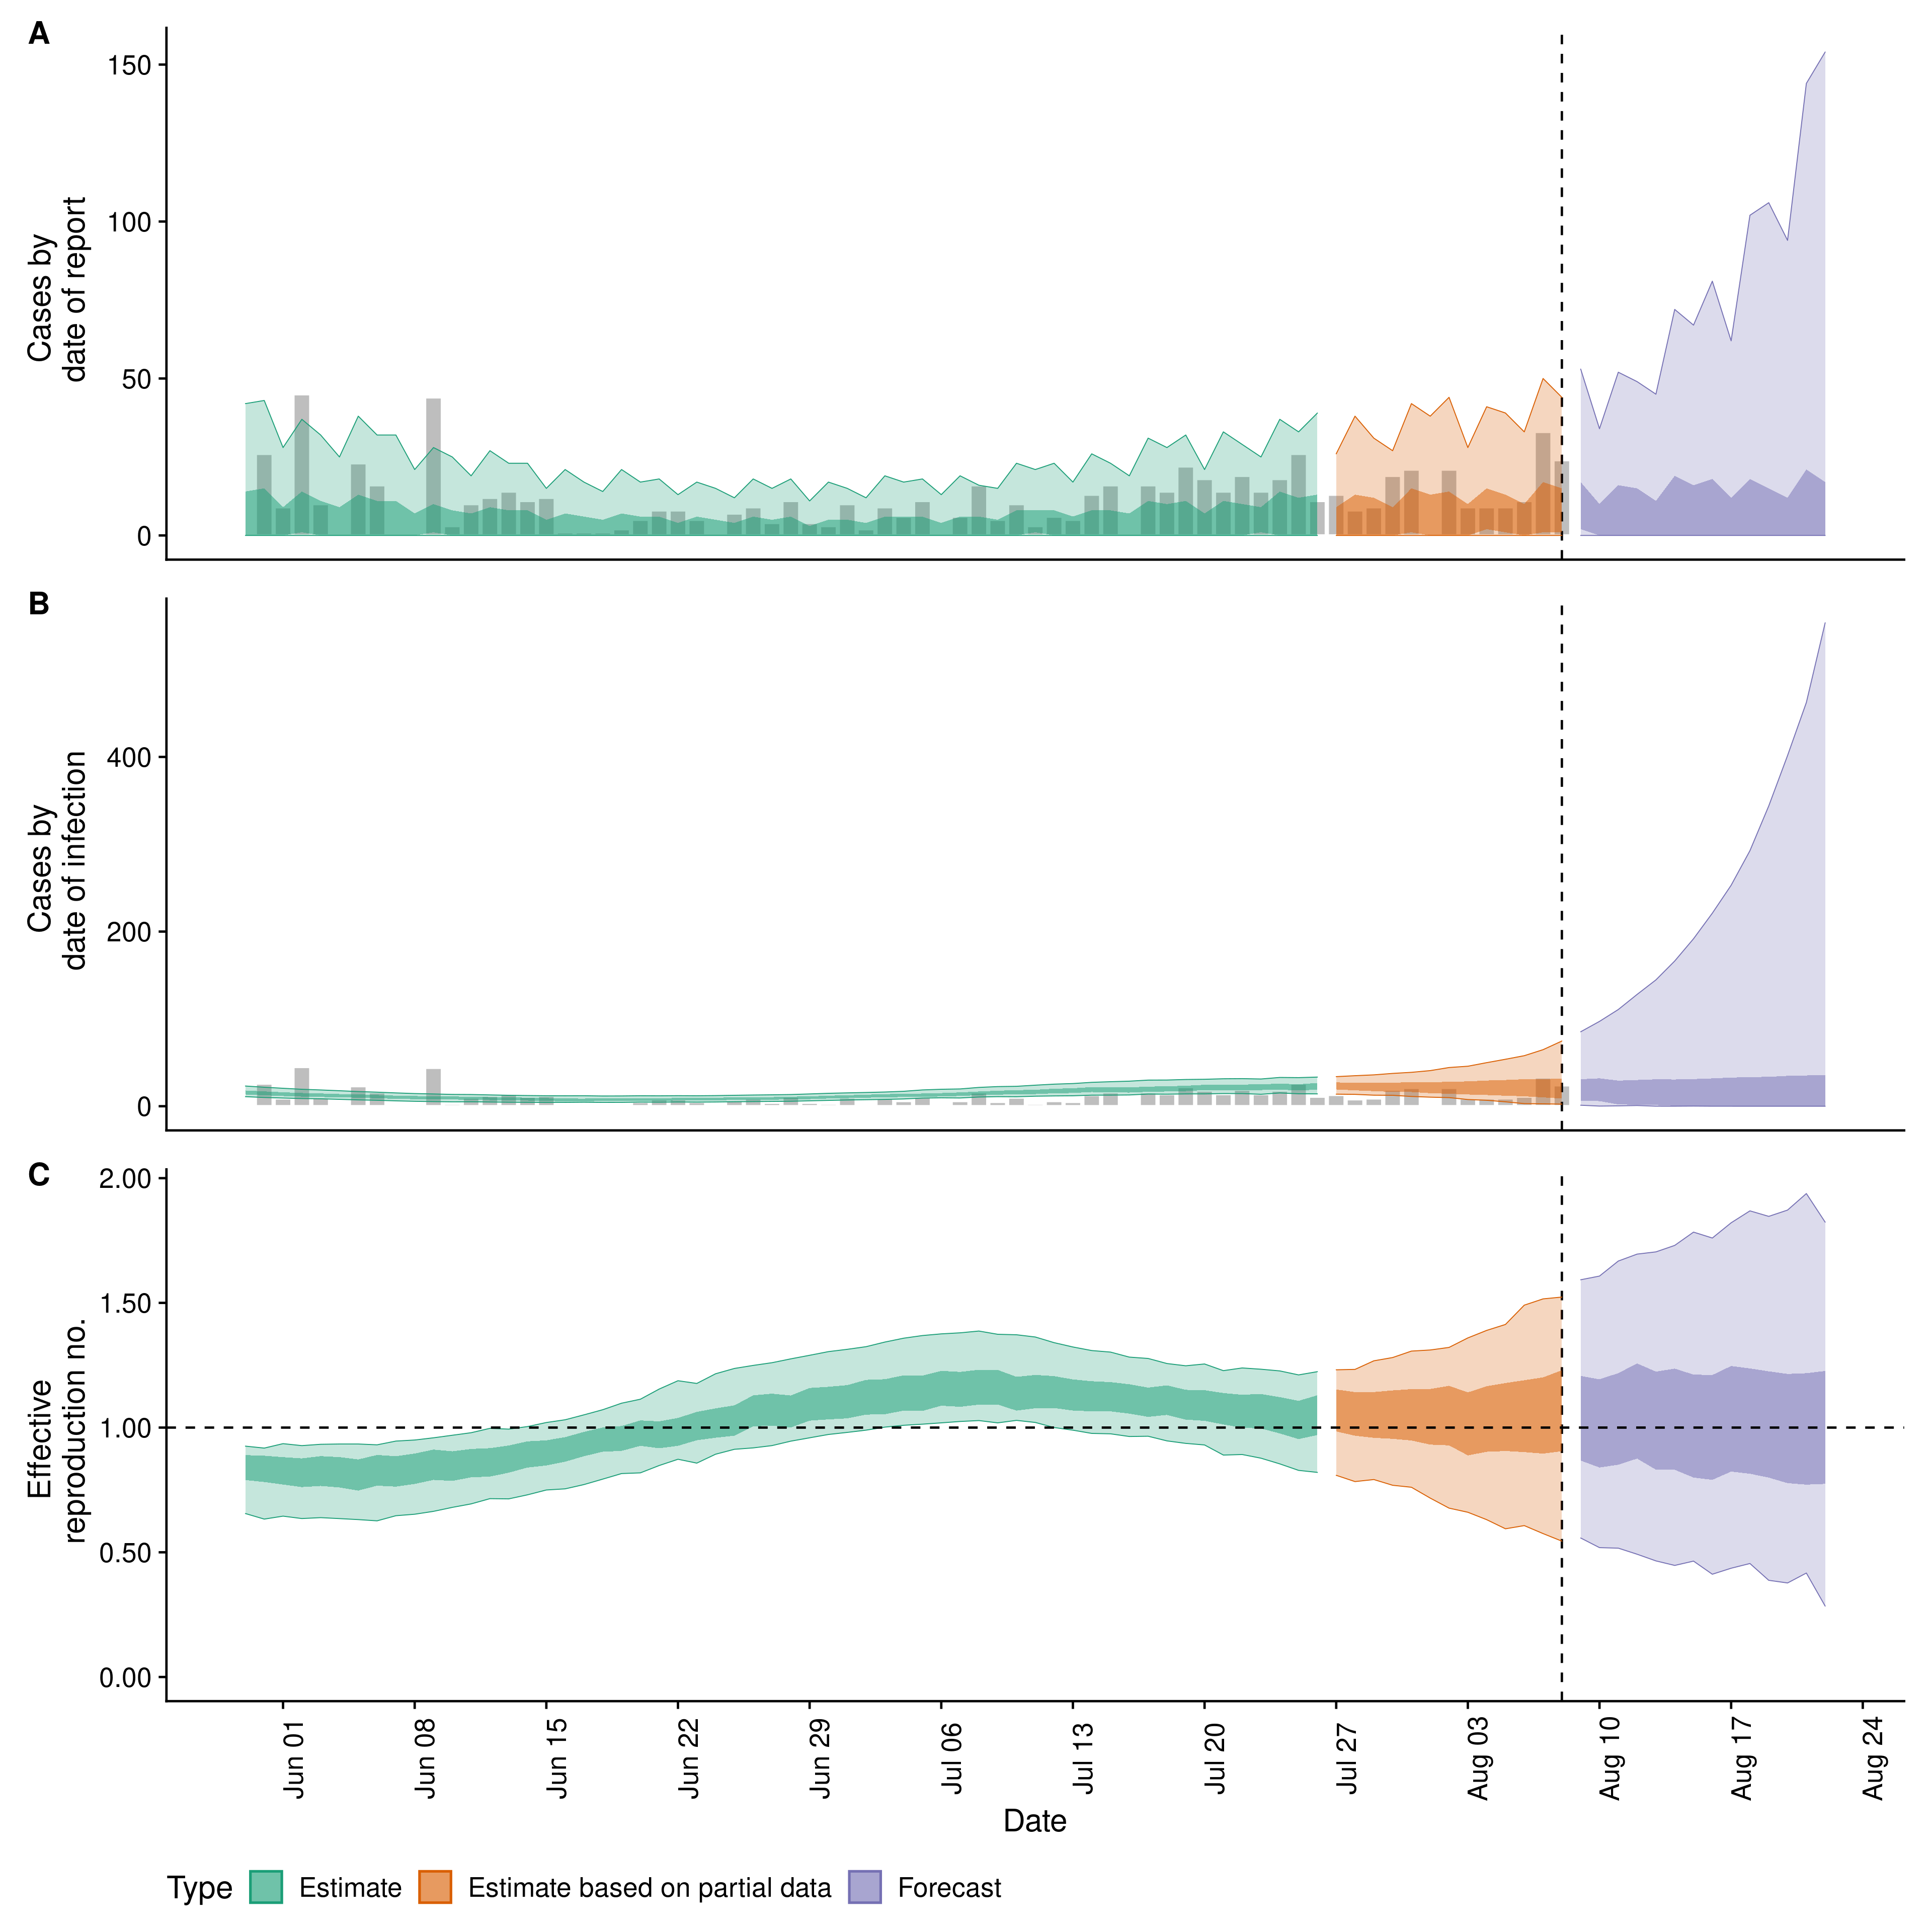 A
150
100
50
0
Cases by
date of report
B
400
200
0
Cases by
date of infection
C
2.00
1.50
1.00
0.50
0.00
Effective
reproduction no.
Jun 01
Jun 08
Jun 15
Jun 22
Jun 29
Jul 06
Jul 13
Jul 20
Jul 27
Aug 03
Aug 10
Aug 17
Aug 24
Date
Type Estimate Estimate based on partial data Forecast